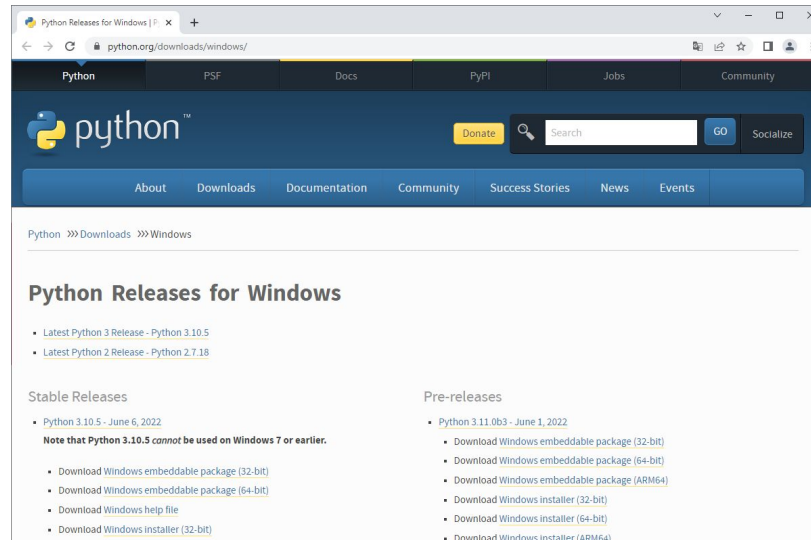 Python Releases for Windows | P
python.org/downloads/windows/
Python PSF Docs PyPI Jobs Community
python™
Donate Search GO Socialize
About Downloads Documentation Community Success Stories News Events
Python >>> Downloads >>> Windows
Python Releases for Windows
Latest Python 3 Release - Python 3.10.5
Latest Python 2 Release - Python 2.7.18
Stable Releases
Python 3.10.5 - June 6, 2022
Note that Python 3.10.5 cannot be used on Windows 7 or earlier.
Download Windows embeddable package (32-bit)
Download Windows embeddable package (64-bit)
Download Windows help file
Download Windows installer (32-bit)
Pre-releases
Python 3.11.0b3 - June 1, 2022
Download Windows embeddable package (32-bit)
Download Windows embeddable package (64-bit)
Download Windows embeddable package (ARM64)
Download Windows installer (32-bit)
Download Windows installer (64-bit)
Download Windows installer (ARM64)